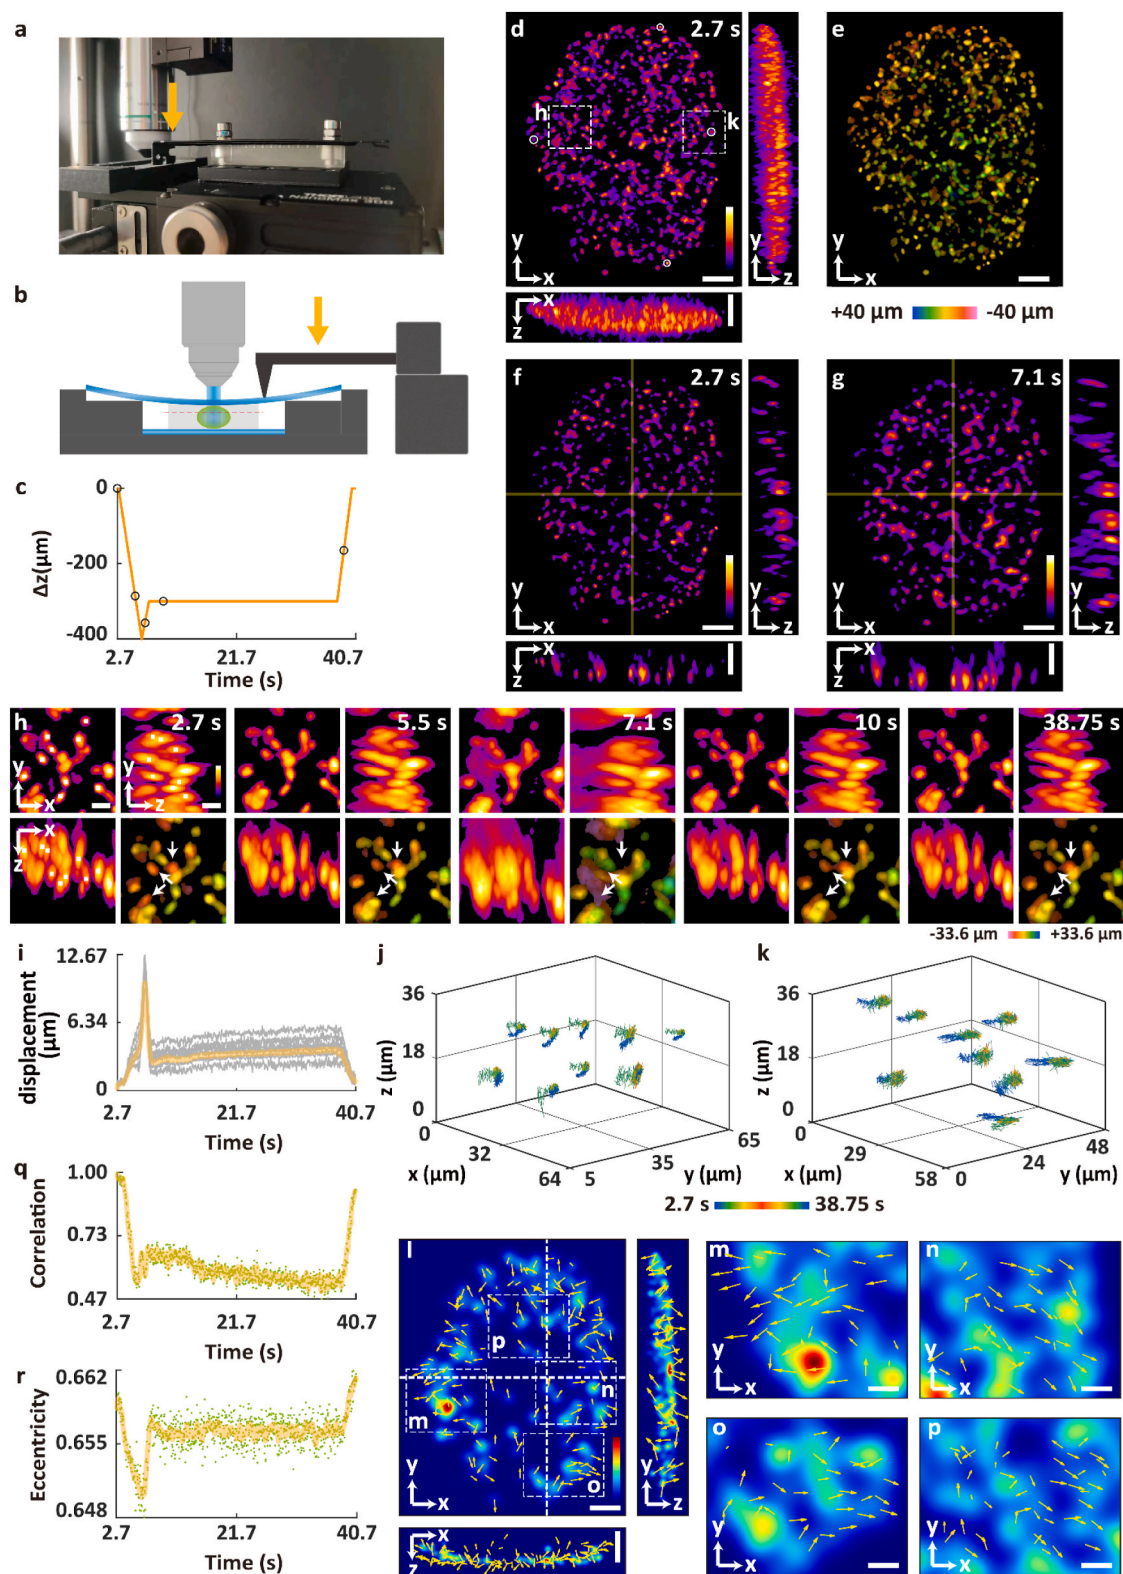 a
b
c
0
-200
-400
Δz(μm)
2.7
21.7
40.7
Time (s)
d
2.7 s
h
k
y
x
y
z
x
z
e
y
x
+40 μm
-40 μm
f
2.7 s
y
x
y
z
x
z
g
7.1 s
y
x
y
z
x
z
h
2.7 s
5.5 s
7.1 s
10 s
38.75 s
y
x
y
z
x
z
-33.6 μm
+33.6 μm
i
12.67
6.34
0
displacement
(μm)
2.7
21.7
40.7
Time (s)
j
36
18
0
z (μm)
0
32
64
x (μm)
5
35
65
y (μm)
k
36
18
0
z (μm)
0
29
58
x (μm)
0
24
48
y (μm)
2.7 s
38.75 s
q
1.00
0.73
0.47
Correlation
2.7
21.7
40.7
Time (s)
r
0.662
0.655
0.648
Eccentricity
2.7
21.7
40.7
Time (s)
l
p
n
m
o
y
x
y
z
x
z
m
y
x
n
y
x
o
y
x
p
y
x